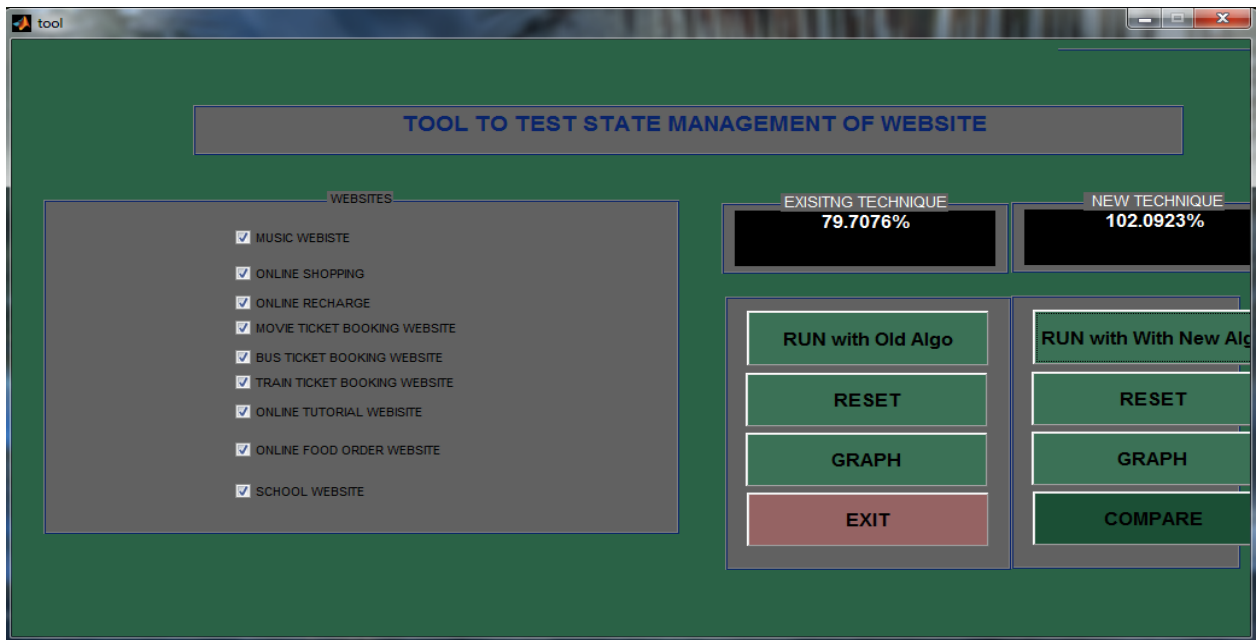 tool
TOOL TO TEST STATE MANAGEMENT OF WEBSITE
WEBSITES
MUSIC WEBISTE
ONLINE SHOPPING
ONLINE RECHARGE
MOVIE TICKET BOOKING WEBSITE
BUS TICKET BOOKING WEBSITE
TRAIN TICKET BOOKING WEBSITE
ONLINE TUTORIAL WEBISITE
ONLINE FOOD ORDER WEBSITE
SCHOOL WEBSITE
EXISITNG TECHNIQUE
79.7076%
RUN with Old Algo
RESET
GRAPH
EXIT
NEW TECHNIQUE
102.0923%
RUN with With New Alg
RESET
GRAPH
COMPARE